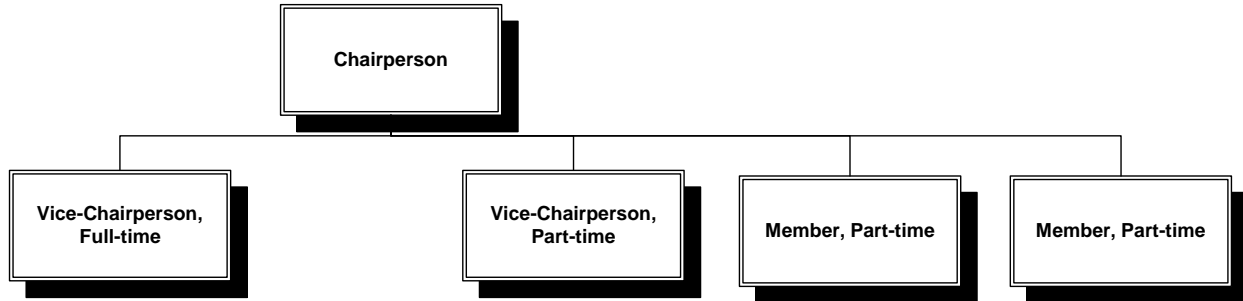 Chairperson
Vice-Chairperson,
Full-time
Vice-Chairperson,
Part-time
Member, Part-time
Member, Part-time